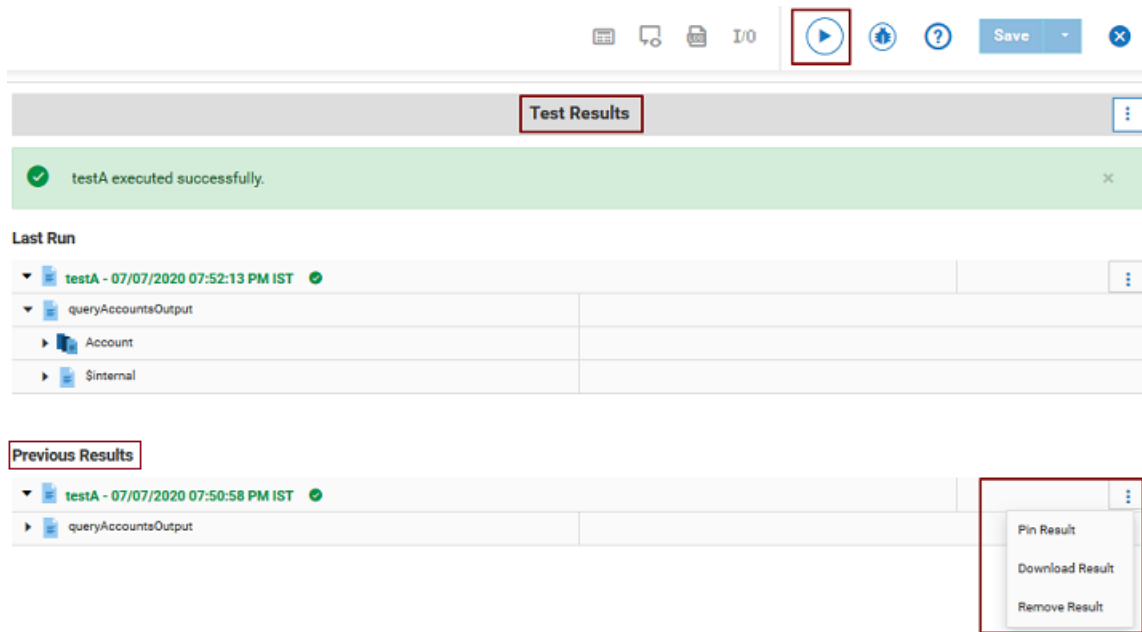 I/O
?
Save
Test Results
testA executed successfully.
Last Run
testA - 07/07/2020 07:52:13 PM IST
queryAccountsOutput
Account
$internal
Previous Results
testA - 07/07/2020 07:50:58 PM IST
queryAccountsOutput
Pin Result
Download Result
Remove Result